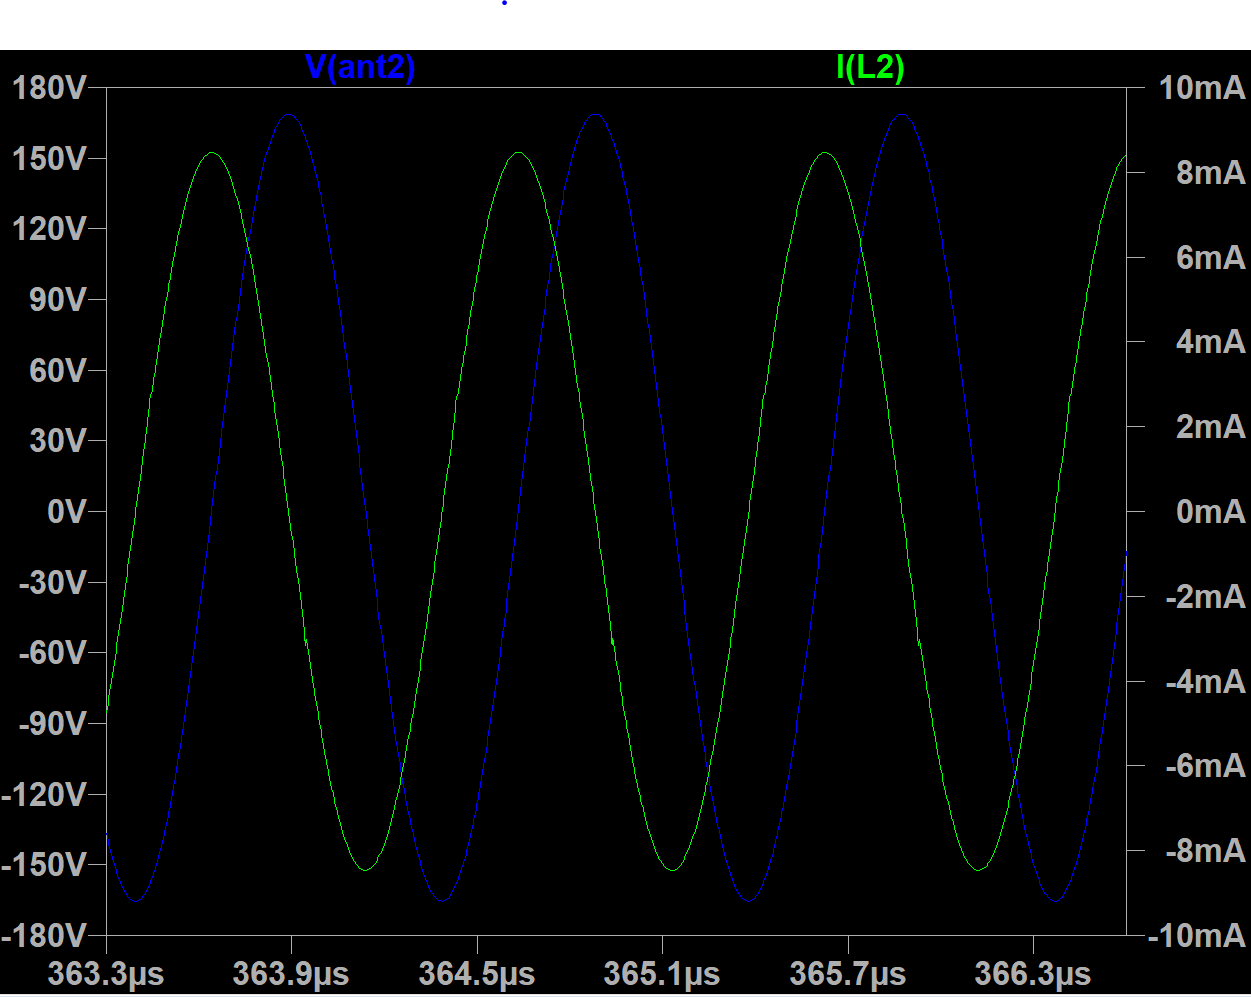 V(ant2) I(L2)
180V 10mA
150V 8mA
120V 6mA
90V 4mA
60V 2mA
30V 0mA
0V -2mA
-30V -4mA
-60V -6mA
-90V -8mA
-120V -10mA
-150V
-180V
363.3µs 363.9µs 364.5µs 365.1µs 365.7µs 366.3µs